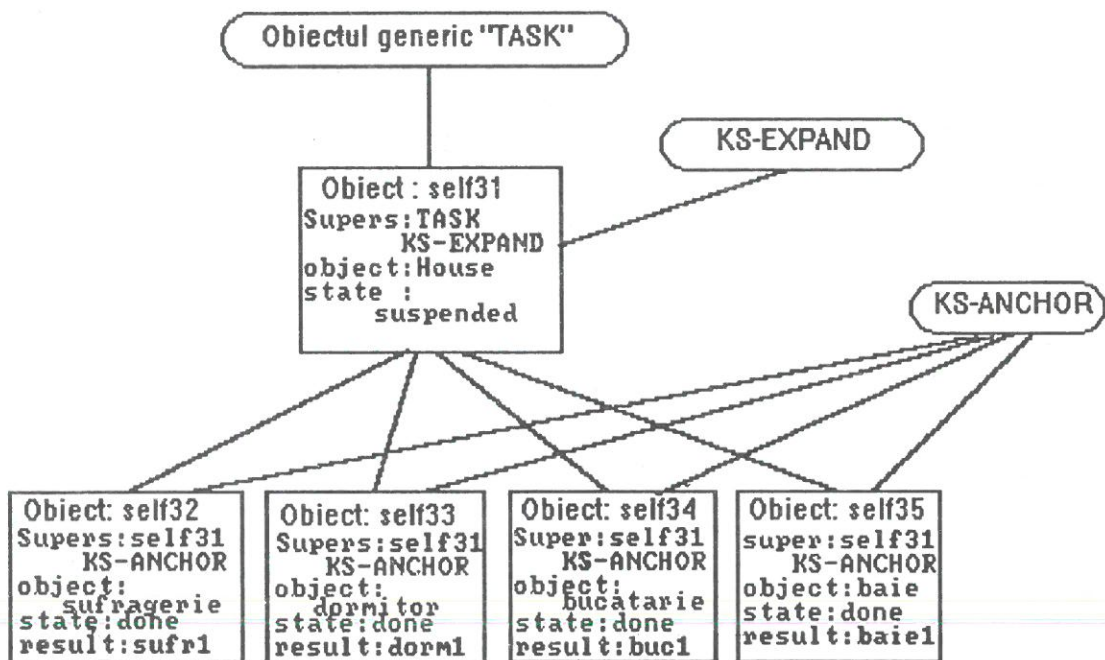 Obiectul generic "TASK"
KS-EXPAND
Obiect : self31
Supers:TASK
KS-EXPAND
object:House
state :
suspended
KS-ANCHOR
Obiect: self32
Supers:self31
KS-ANCHOR
object:
sufragerie
state:done
result:sufr1
Obiect: self33
Supers:self31
KS-ANCHOR
object:
dormitor
state:done
result:dorm1
Obiect: self34
Super:self31
KS-ANCHOR
object:
bucatarie
state:done
result:buc1
Obiect: self35
super:self31
KS-ANCHOR
object:baie
state:done
result:baie1